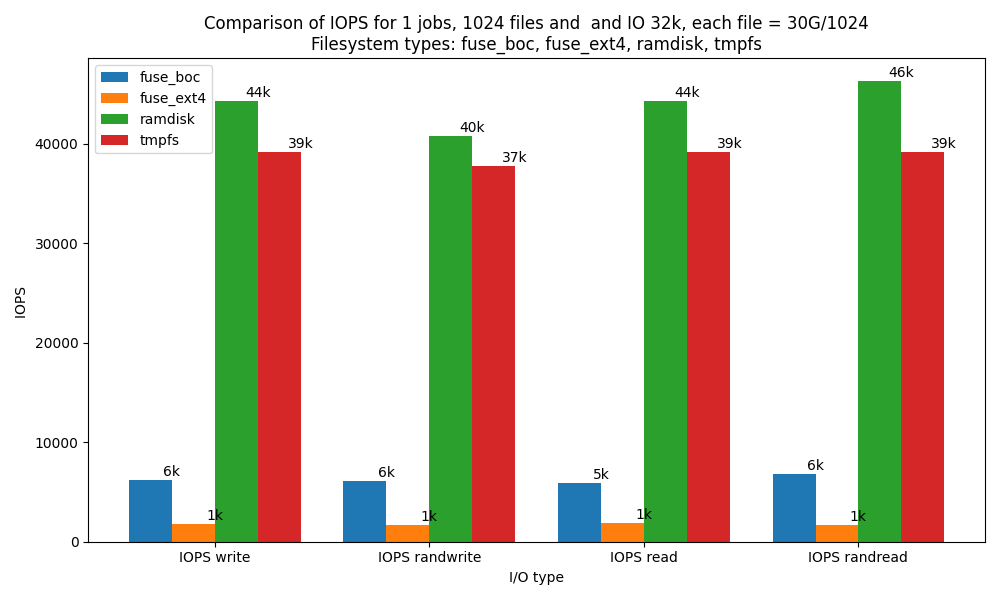 Comparison of IOPS for 1 jobs, 1024 files and  and IO 32k, each file = 30G/1024
Filesystem types: fuse_boc, fuse_ext4, ramdisk, tmpfs
fuse_boc
fuse_ext4
ramdisk
tmpfs
IOPS
40000
30000
20000
10000
0
6k
1k
44k
39k
6k
1k
40k
37k
5k
1k
44k
39k
6k
1k
46k
39k
IOPS write
IOPS randwrite
IOPS read
IOPS randread
I/O type